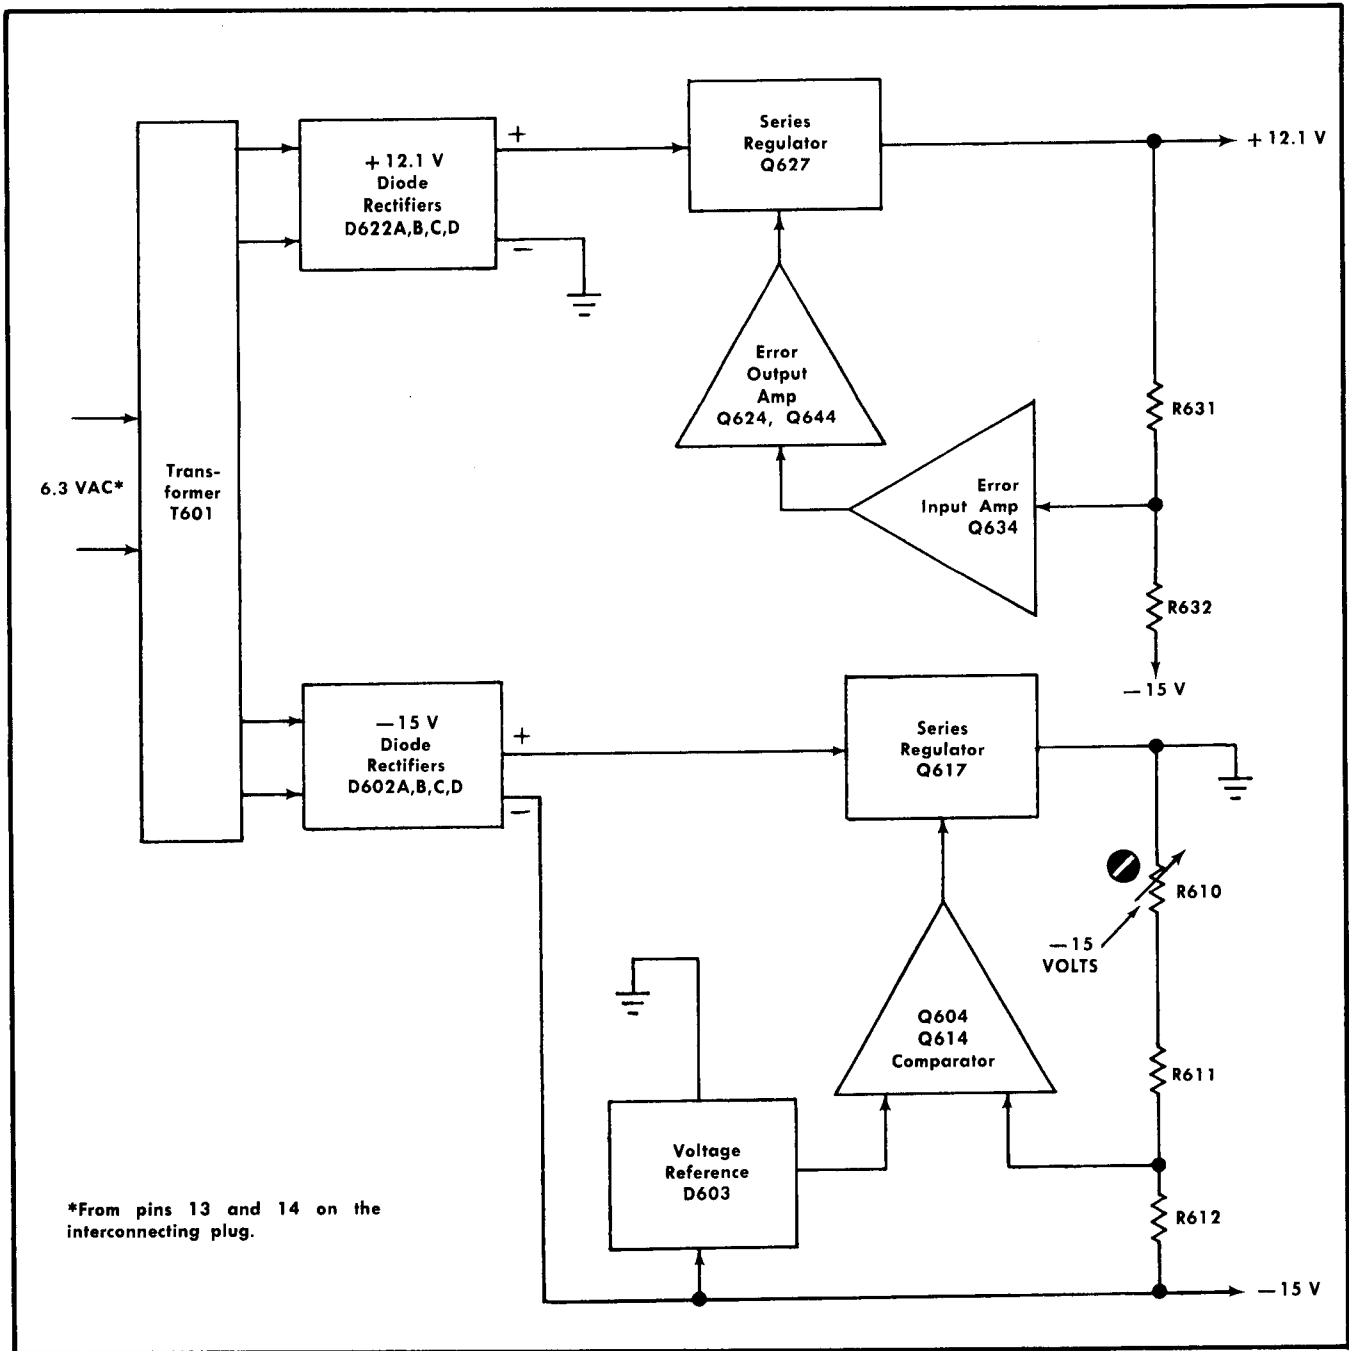 Series
Regulator
Q627
+ 12.1 V
+
+ 12.1 V
Diode
Rectifiers
D622A,B,C,D
—
Error
Output
Amp
Q624, Q644
R631
6.3 VAC*
Trans-
former
T601
Error
Input Amp
Q634
R632
— 15 V
— 15 V
Diode
Rectifiers
D602A,B,C,D
+
—
Series
Regulator
Q617
R610
— 15
VOLTS
Q604
Q614
Comparator
R611
Voltage
Reference
D603
R612
*From pins 13 and 14 on the
interconnecting plug.
— 15 V